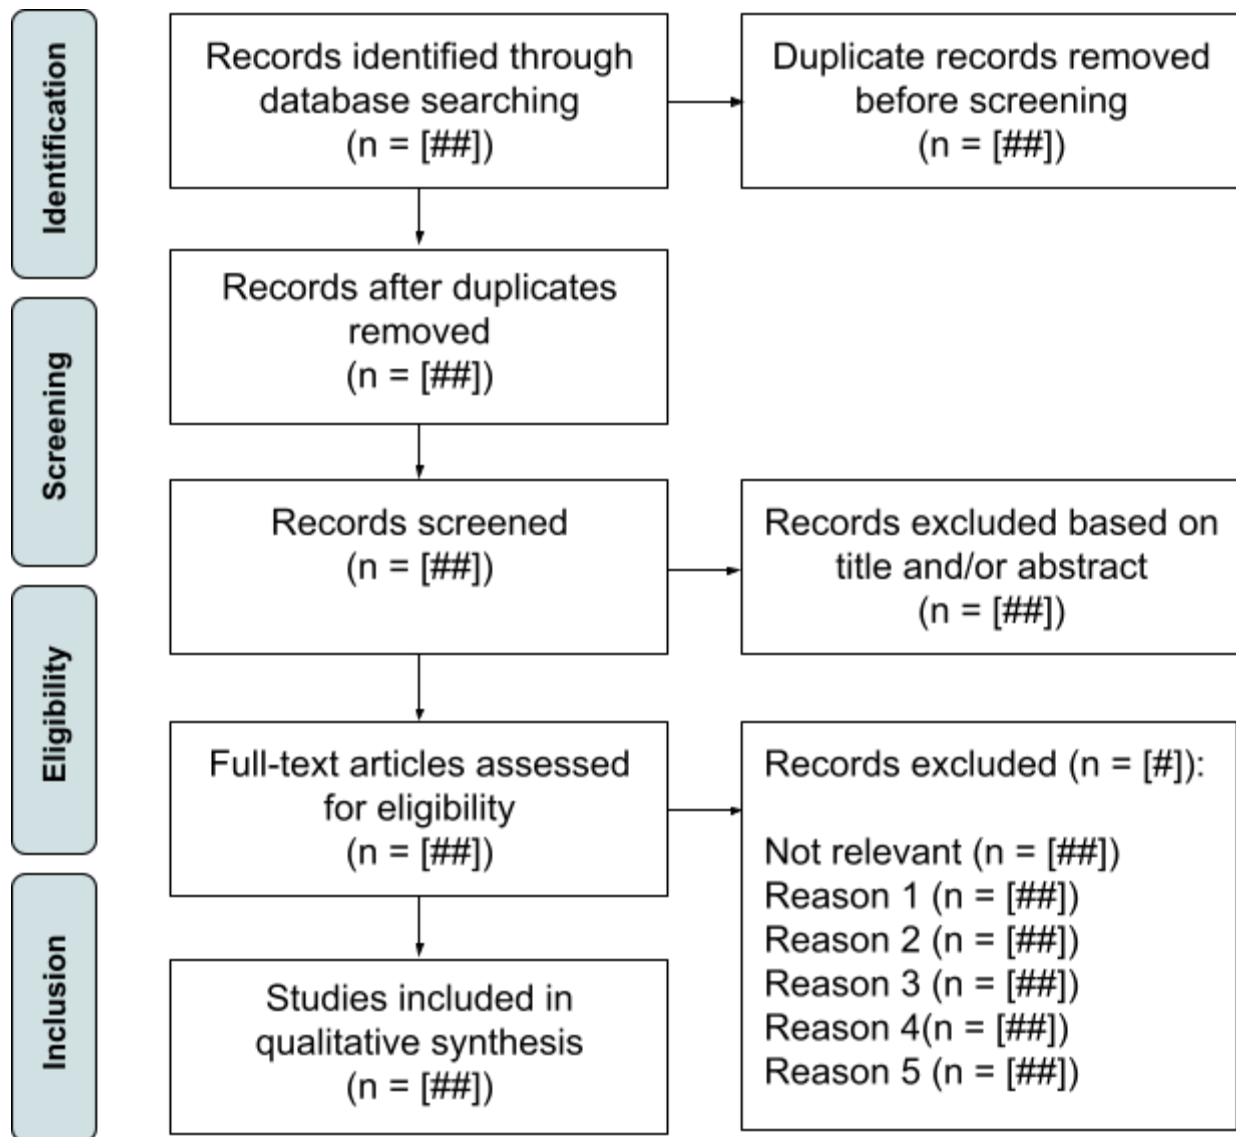 Identification
Records identified through
database searching
(n = [##])
Duplicate records removed
before screening
(n = [##])
Records after duplicates
removed
(n = [##])
Screening
Records screened
(n = [##])
Records excluded based on
title and/or abstract
(n = [##])
Eligibility
Full-text articles assessed
for eligibility
(n = [##])
Records excluded (n = [#]):
Not relevant (n = [##])
Reason 1 (n = [##])
Reason 2 (n = [##])
Reason 3 (n = [##])
Reason 4(n = [##])
Reason 5 (n = [##])
Inclusion
Studies included in
qualitative synthesis
(n = [##])